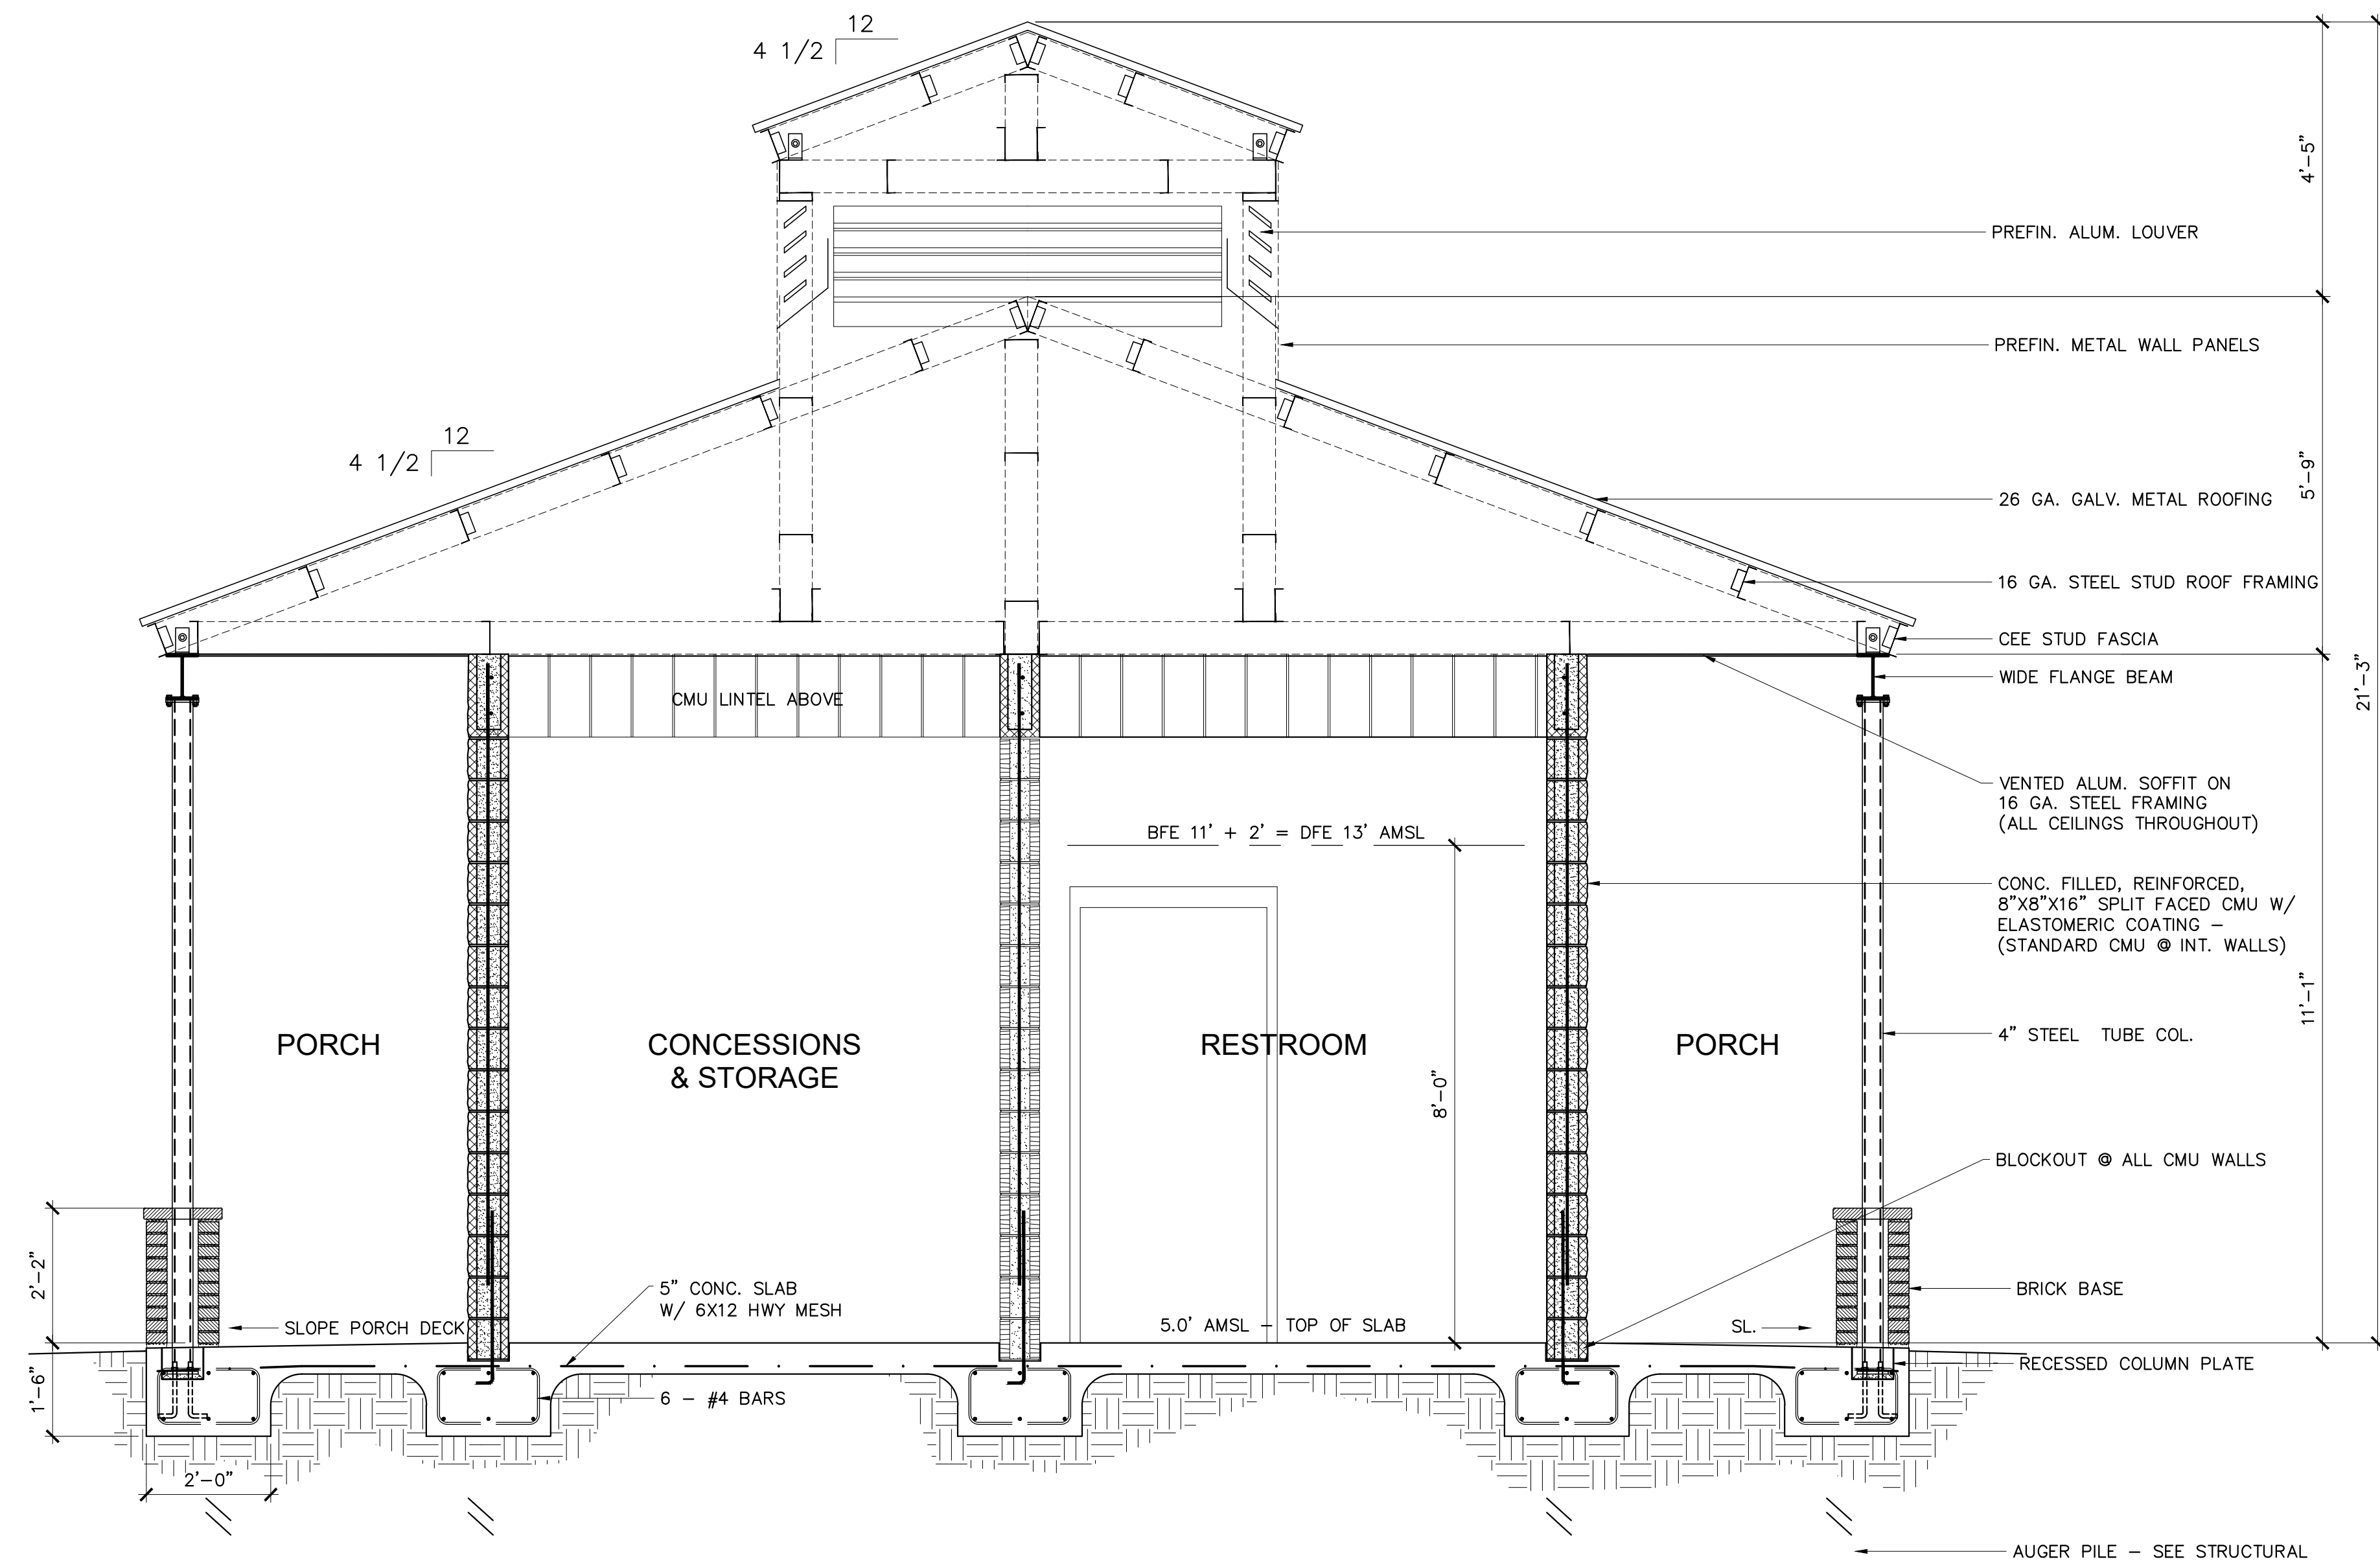 12
4 1/2
4'-5"
PREFIN. ALUM. LOUVER
PREFIN. METAL WALL PANELS
12
4 1/2
5'-9"
26 GA. GALV. METAL ROOFING
16 GA. STEEL STUD ROOF FRAMING
CEE STUD FASCIA
WIDE FLANGE BEAM
21'-3"
CMU LINTEL ABOVE
VENTED ALUM. SOFFIT ON
16 GA. STEEL FRAMING
(ALL CEILINGS THROUGHOUT)
BFE 11' + 2' = DFE 13' AMSL
CONC. FILLED, REINFORCED,
8"X8"X16" SPLIT FACED CMU W/
ELASTOMERIC COATING –
(STANDARD CMU @ INT. WALLS)
11'-1"
4" STEEL TUBE COL.
PORCH
CONCESSIONS
& STORAGE
RESTROOM
PORCH
8'-0"
BLOCKOUT @ ALL CMU WALLS
2'-2"
5" CONC. SLAB
W/ 6X12 HWY MESH
BRICK BASE
SLOPE PORCH DECK
5.0' AMSL – TOP OF SLAB
SL.
RECESSED COLUMN PLATE
1'-6"
6 – #4 BARS
2'-0"
AUGER PILE – SEE STRUCTURAL